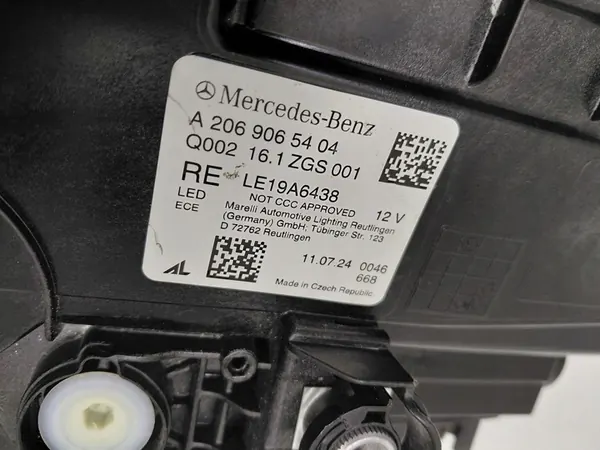 Mercedes-Benz
A 206 906 54 04
Q002 16.1 ZGS 001
RE LE19A6438
LED NOT CCC APPROVED 12 V
ECE Marelli Automotive Lighting Reutlingen
(Germany) GmbH; Tübinger Str. 123
D 72762 Reutlingen
11.07.24 0046
668
AL Made in Czech Republic